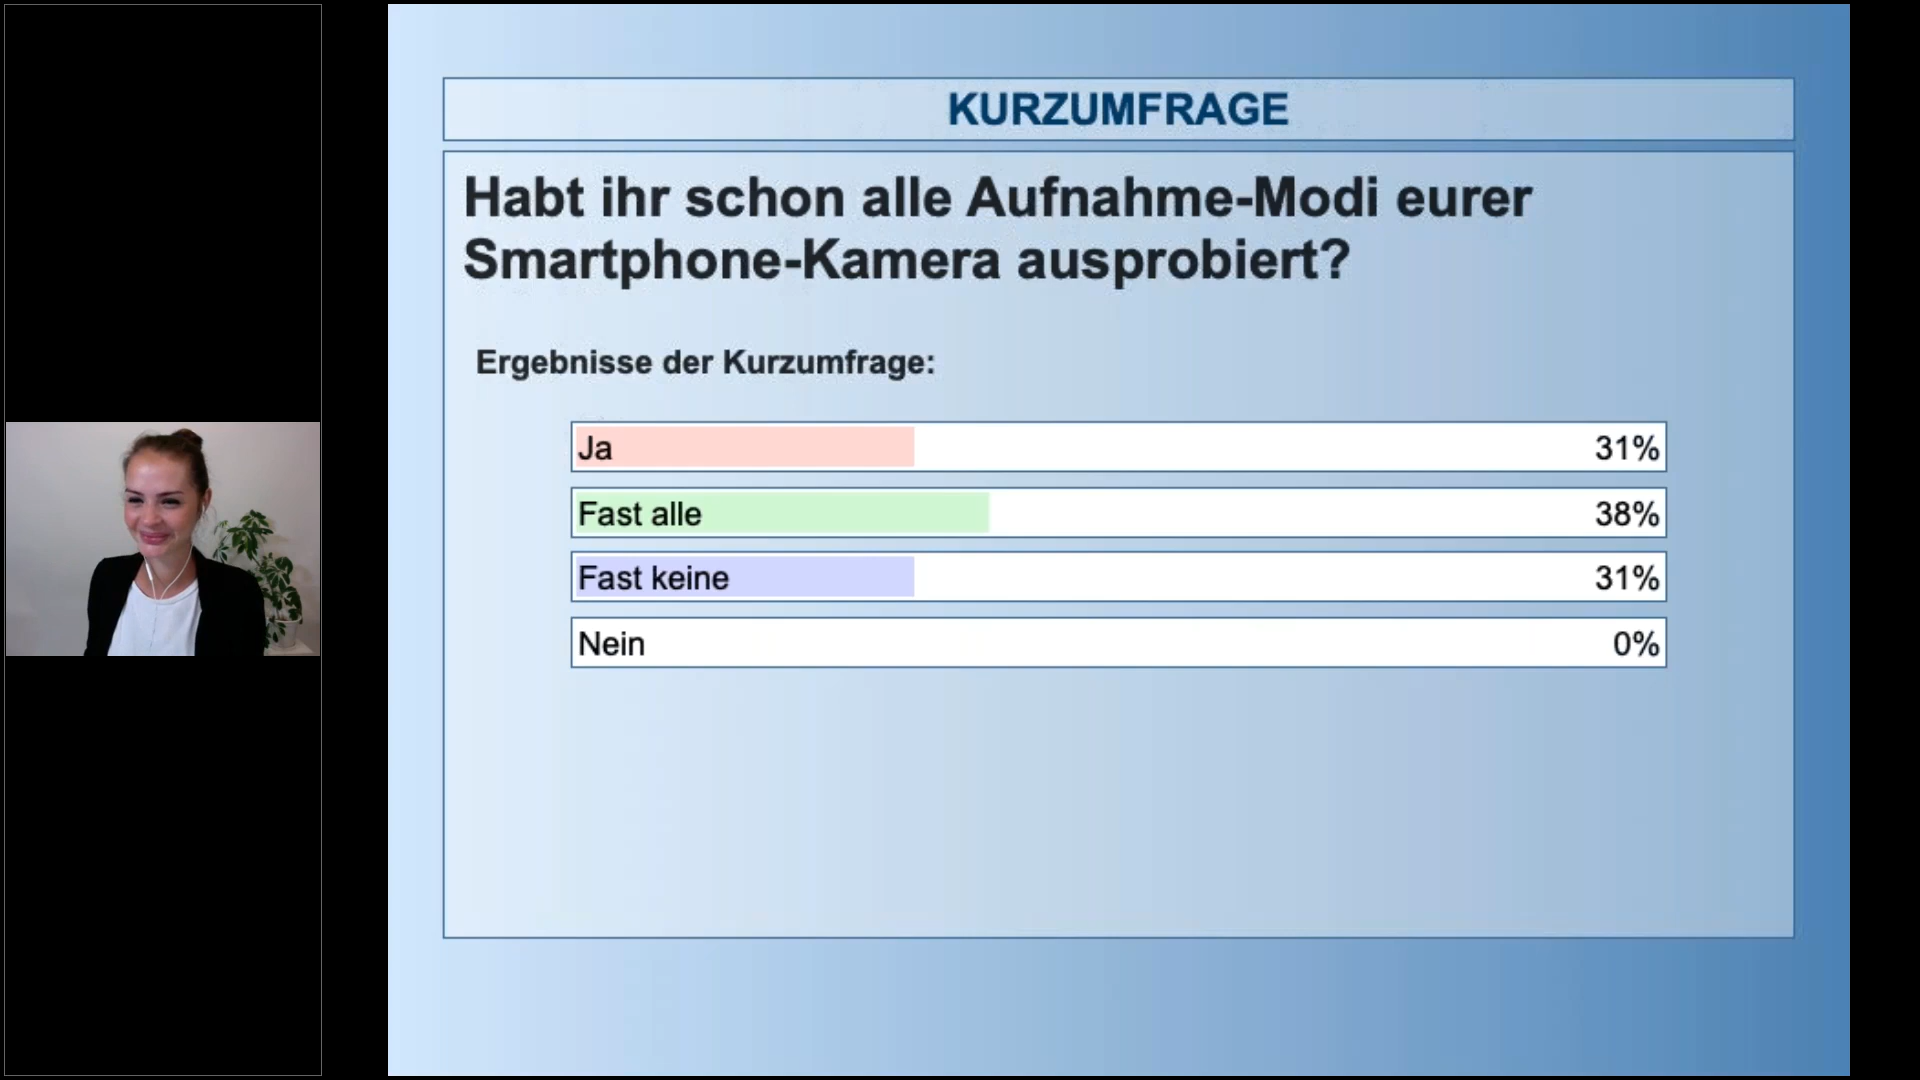 KURZUMFRAGE
Habt ihr schon alle Aufnahme-Modi eurer
Smartphone-Kamera ausprobiert?
Ergebnisse der Kurzumfrage:
Ja 31%
Fast alle 38%
Fast keine 31%
Nein 0%